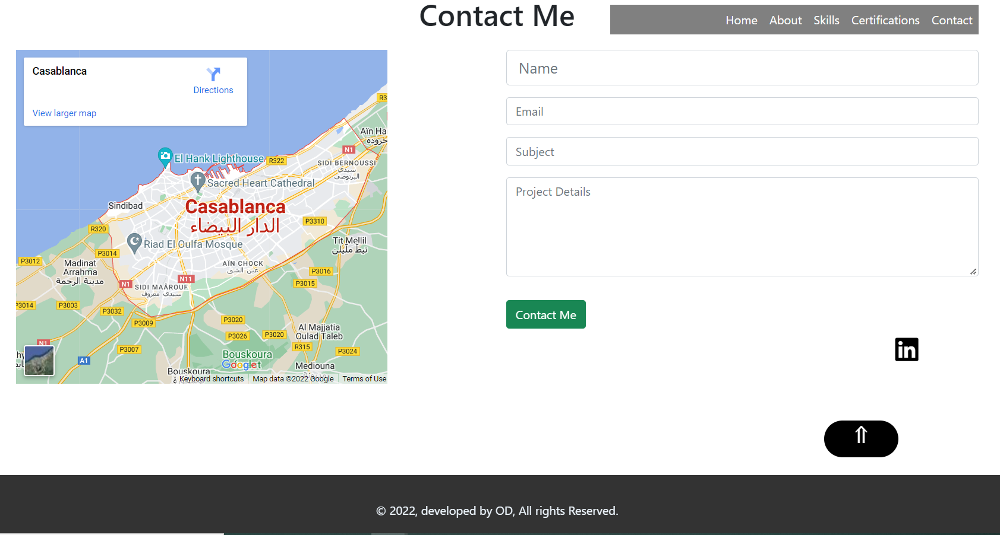 Contact Me
Home About Skills Certifications Contact
Casablanca
Directions
View larger map
R3
Aïn Ha
حرودة
N1
El Hank Lighthouse
R322
SIDI BERNOUSSI
سيدي
البرنوصي
Sacred Heart Cathedral
Sindibad
Casablanca
الدار البيضاء
P3310
R320
Riad El Oulfa Mosque
Tit Mellil
تيط مليلن
P3014
P3012
Madinat
Arrahma
مدينة الرحمة
AÏN CHOCK
عين الشق
P3016
N11
N1
P3015
SIDI MAÂROUF
سيدي معروف
P3014
P3003
P3032
P3009
P3020
Al Majjatia
Oulad Taleb
P3026
P3020
N1
P3007
R315
P3024
A1
Bouskoura
Google
Mediouna
Bouskoura
Keyboard shortcuts
Map data ©2022 Google
Terms of Use
Name
Email
Subject
Project Details
Contact Me
in
⇑
© 2022, developed by OD, All rights Reserved.